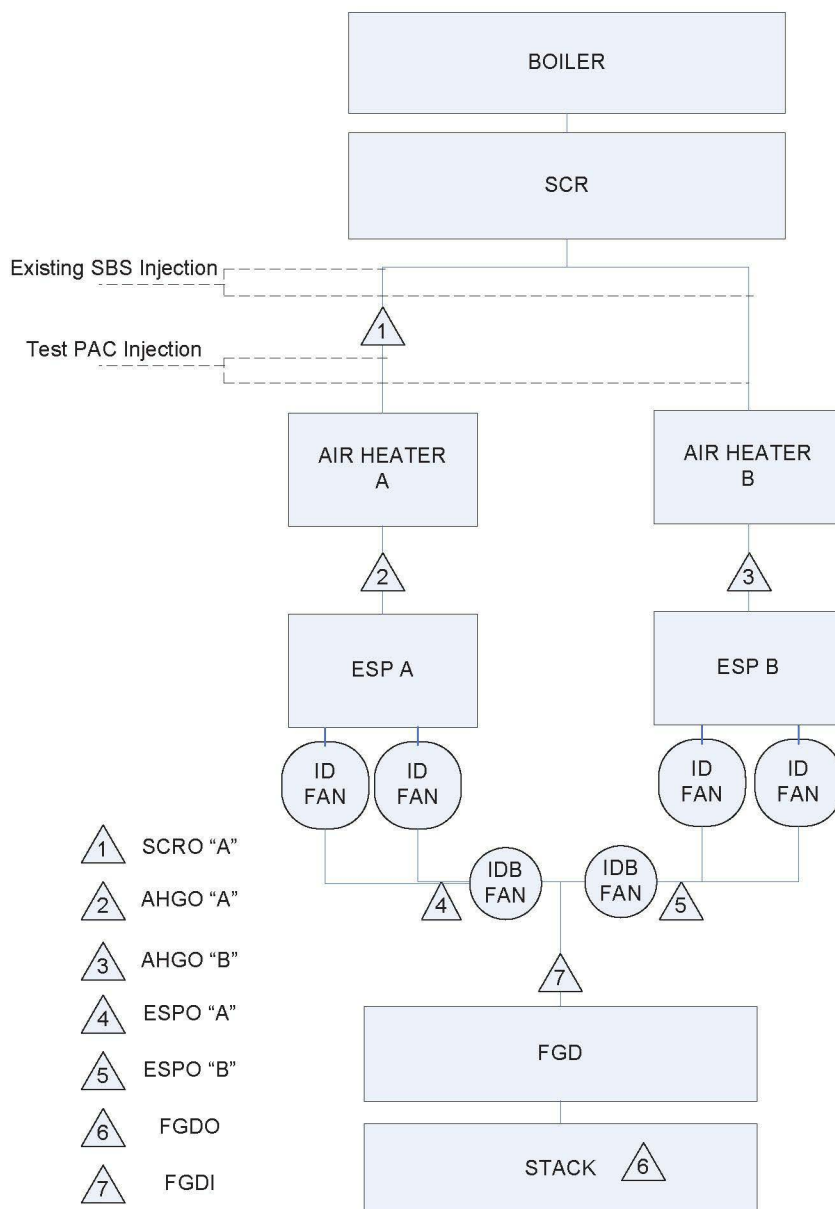 BOILER
SCR
Existing SBS Injection
1
Test PAC Injection
AIR HEATER
A
AIR HEATER
B
2
3
ESP A
ESP B
ID
FAN
ID
FAN
ID
FAN
ID
FAN
IDB
FAN
IDB
FAN
4
5
7
FGD
STACK
6
1 SCRO “A”
2 AHGO “A”
3 AHGO “B”
4 ESPO “A”
5 ESPO “B”
6 FGDO
7 FGDI